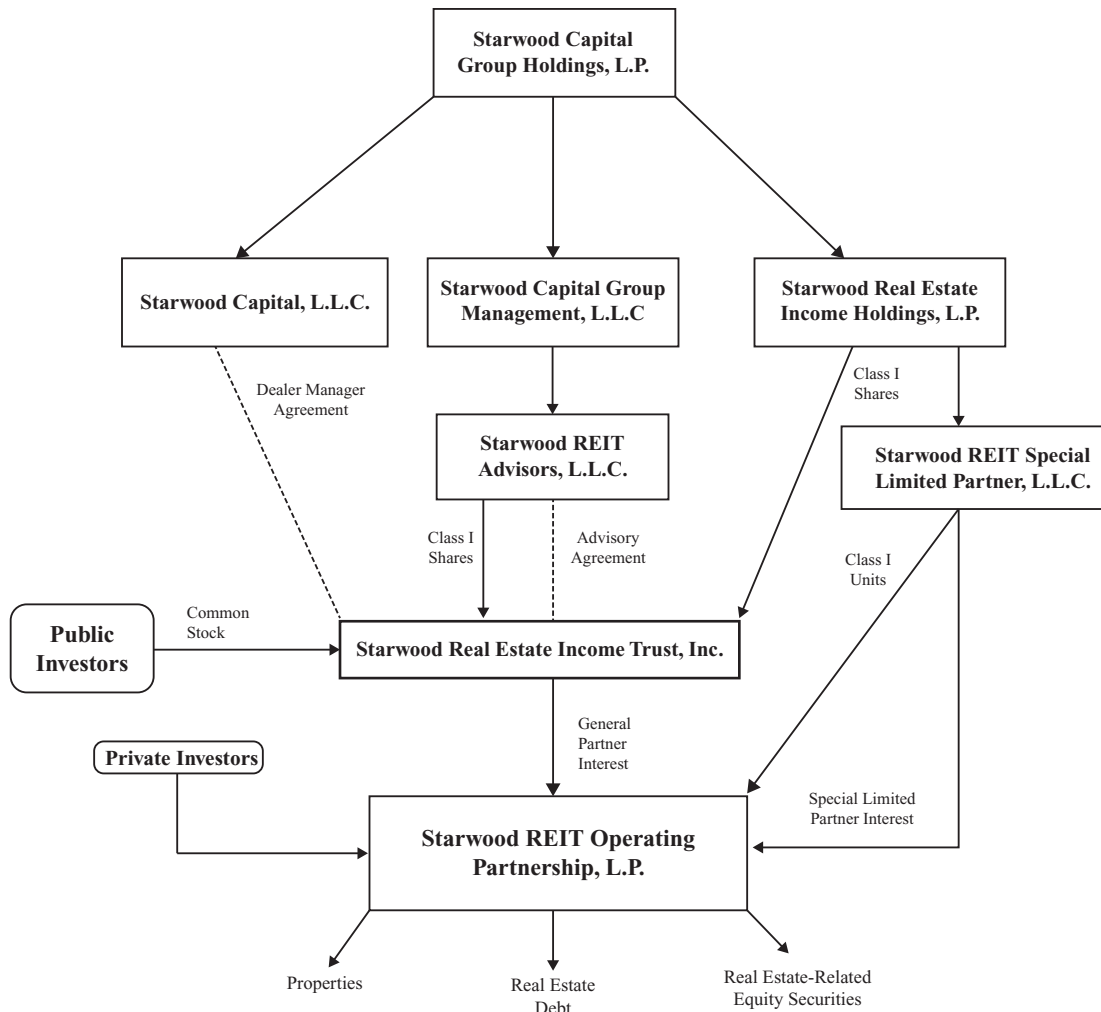 Starwood Capital
Group Holdings, L.P.
Starwood Capital, L.L.C.
Starwood Capital Group
Management, L.L.C
Starwood Real Estate
Income Holdings, L.P.
Dealer Manager
Agreement
Class I
Shares
Starwood REIT
Advisors, L.L.C.
Starwood REIT Special
Limited Partner, L.L.C.
Class I
Shares
Advisory
Agreement
Class I
Units
Public
Investors
Common
Stock
Starwood Real Estate Income Trust, Inc.
General
Partner
Interest
Private Investors
Special Limited
Partner Interest
Starwood REIT Operating
Partnership, L.P.
Properties
Real Estate
Debt
Real Estate-Related
Equity Securities